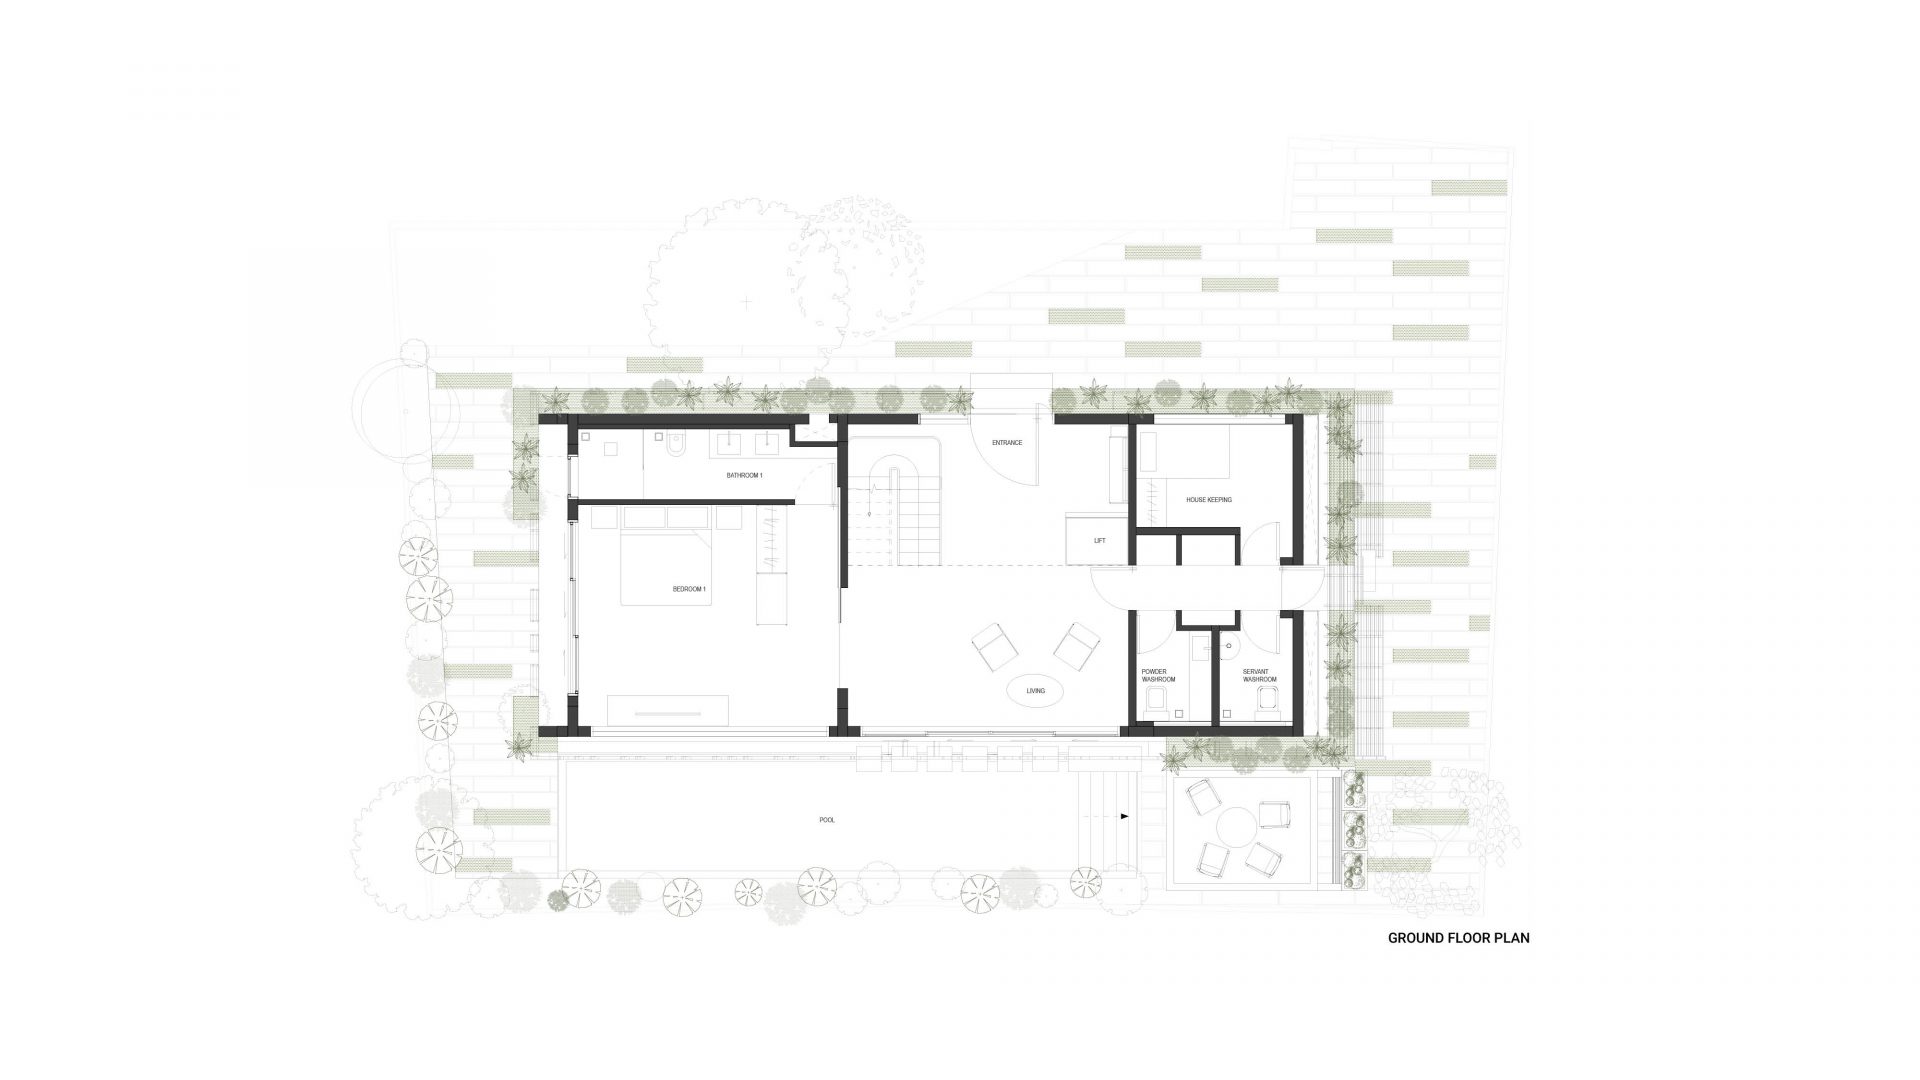 ENTRANCE
BATHROOM 1
HOUSE KEEPING
LIFT
BEDROOM 1
POWDER
WASHROOM
SERVANT
WASHROOM
LIVING
POOL
GROUND FLOOR PLAN